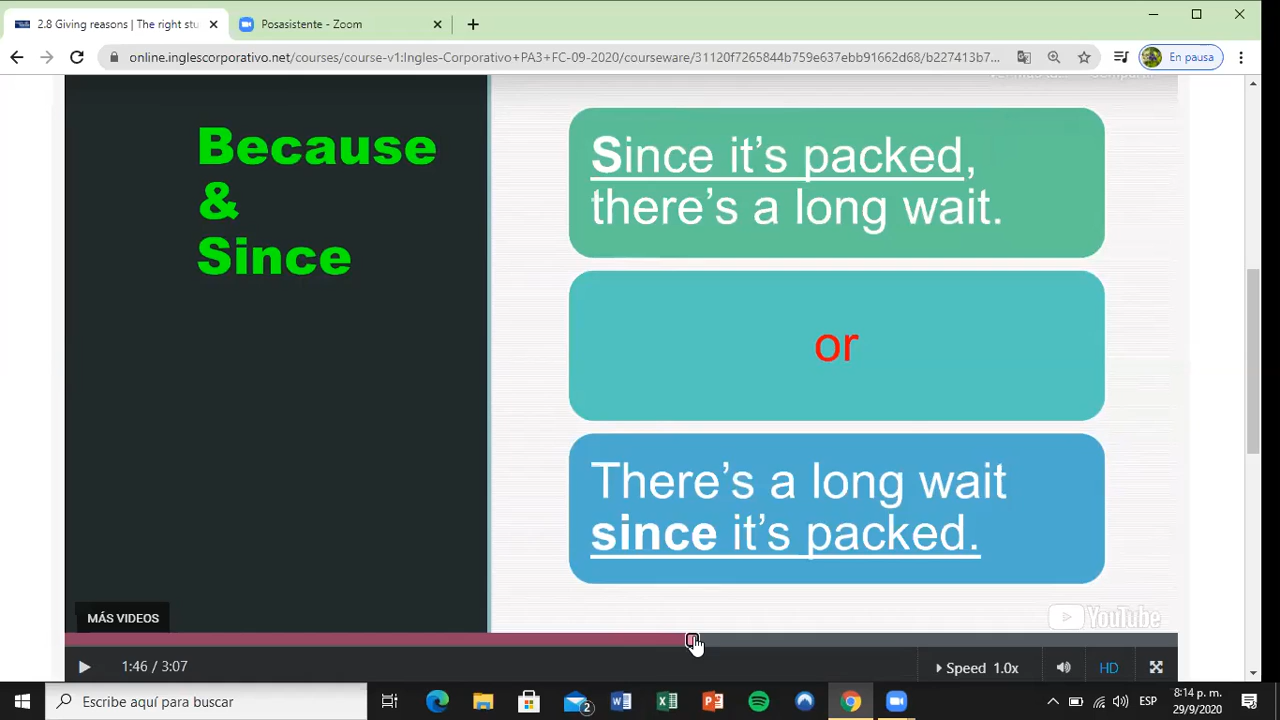 2.8 Giving reasons | The right stu
Posasistente - Zoom
online.inglescorporativo.net/courses/course-v1:Ingles-Corporativo+PA3+FC-09-2020/courseware/31120f7265844b759e637ebb91662d68/b227413b7...
En pausa
Because
&
Since
Since it's packed,
there's a long wait.
or
There's a long wait
since it's packed.
MÁS VIDEOS
YouTube
1:46 / 3:07
Speed 1.0x
HD
Escribe aquí para buscar
2
ESP
8:14 p. m.
29/9/2020